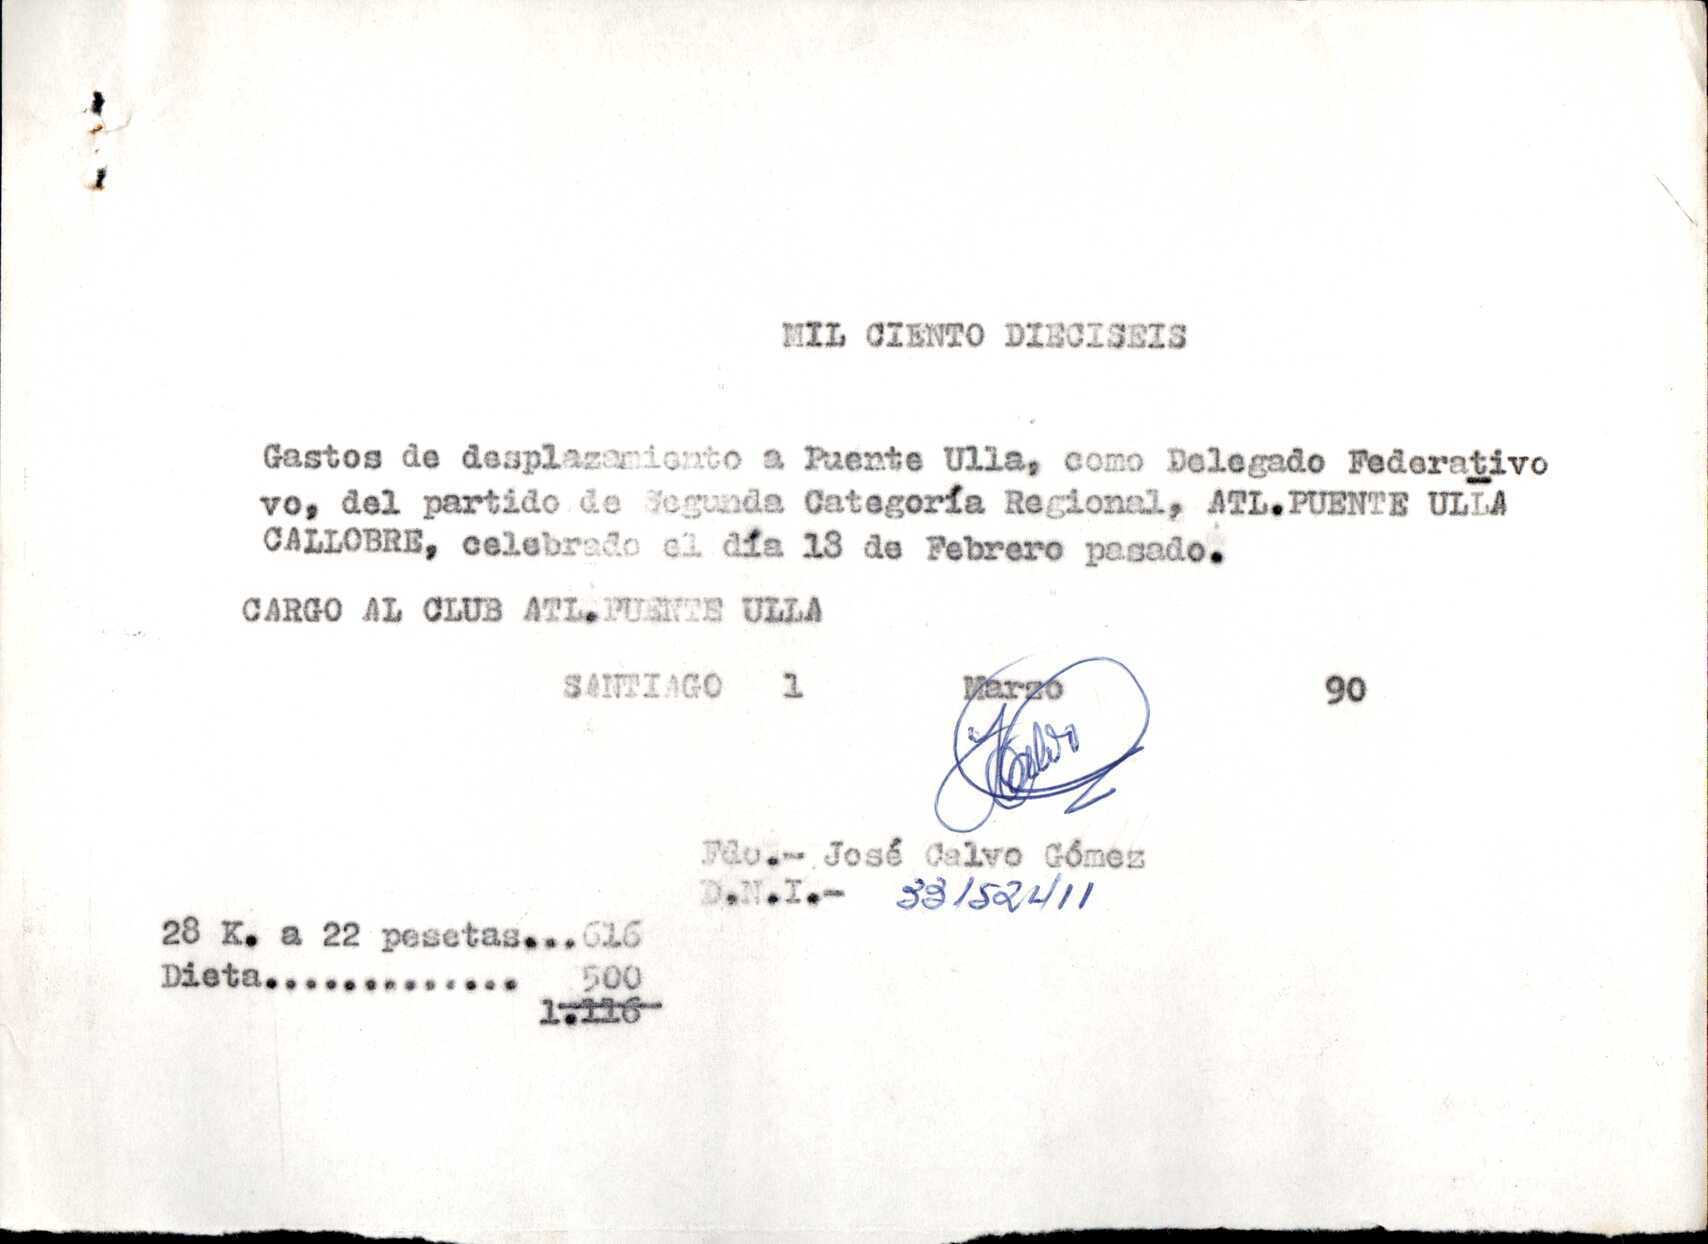 MIL CIENTO DIECISEIS
Gastos de desplazamiento a Puente Ulla, como Delegado Federativo
vo, del partido de Segunda Categoría Regional, ATL.PUENTE ULLA
CALLOBRE, celebrado el día 18 de Febrero pasado.
CARGO AL CLUB ATL.PUENTE ULLA
SANTIAGO 1 Marzo 90
JCalvo
Fdo.- José Calvo Gómez
D.N.I.- 33152411
28 K. a 22 pesetas...616
Dieta............. 500
1.116